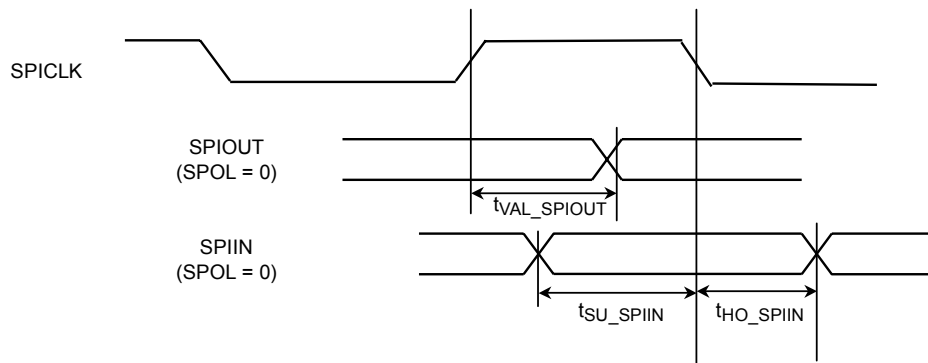 SPICLK
SPIOUT
(SPOL = 0)
tVAL_SPIOUT
SPIIN
(SPOL = 0)
tSU_SPIIN
tHO_SPIIN